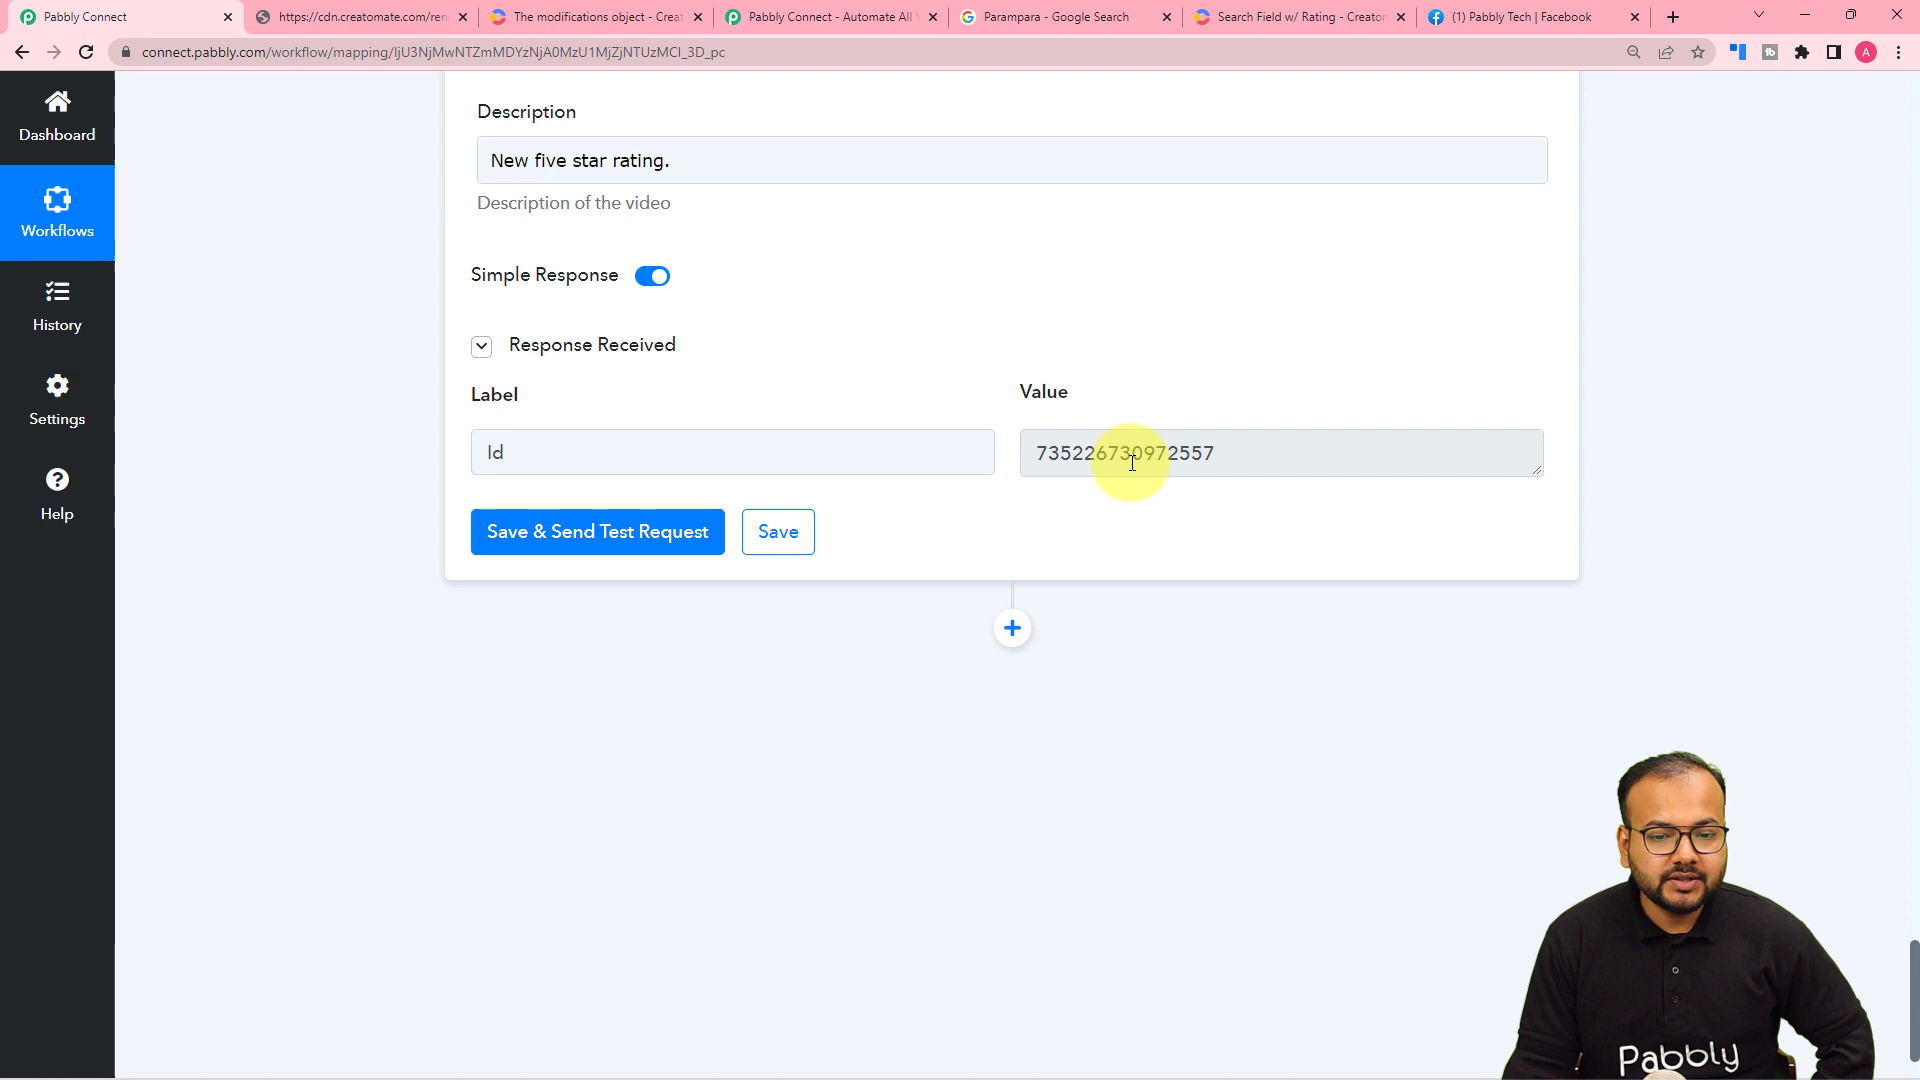 Pabbly Connect
https://cdn.creatomate.com/ren
The modifications object - Creat
Pabbly Connect - Automate All
Parampara - Google Search
Search Field w/ Rating - Creator
(1) Pabbly Tech | Facebook
connect.pabbly.com/workflow/mapping/IjU3NjMwNTZmMDYzNjA0MzU1MjZjNTUzMCI_3D_pc
A
Dashboard
Workflows
History
Settings
Help
Description
New five star rating.
Description of the video
Simple Response
Response Received
Label
Value
Id
735226730972557
Save & Send Test Request
Save
Pabbly